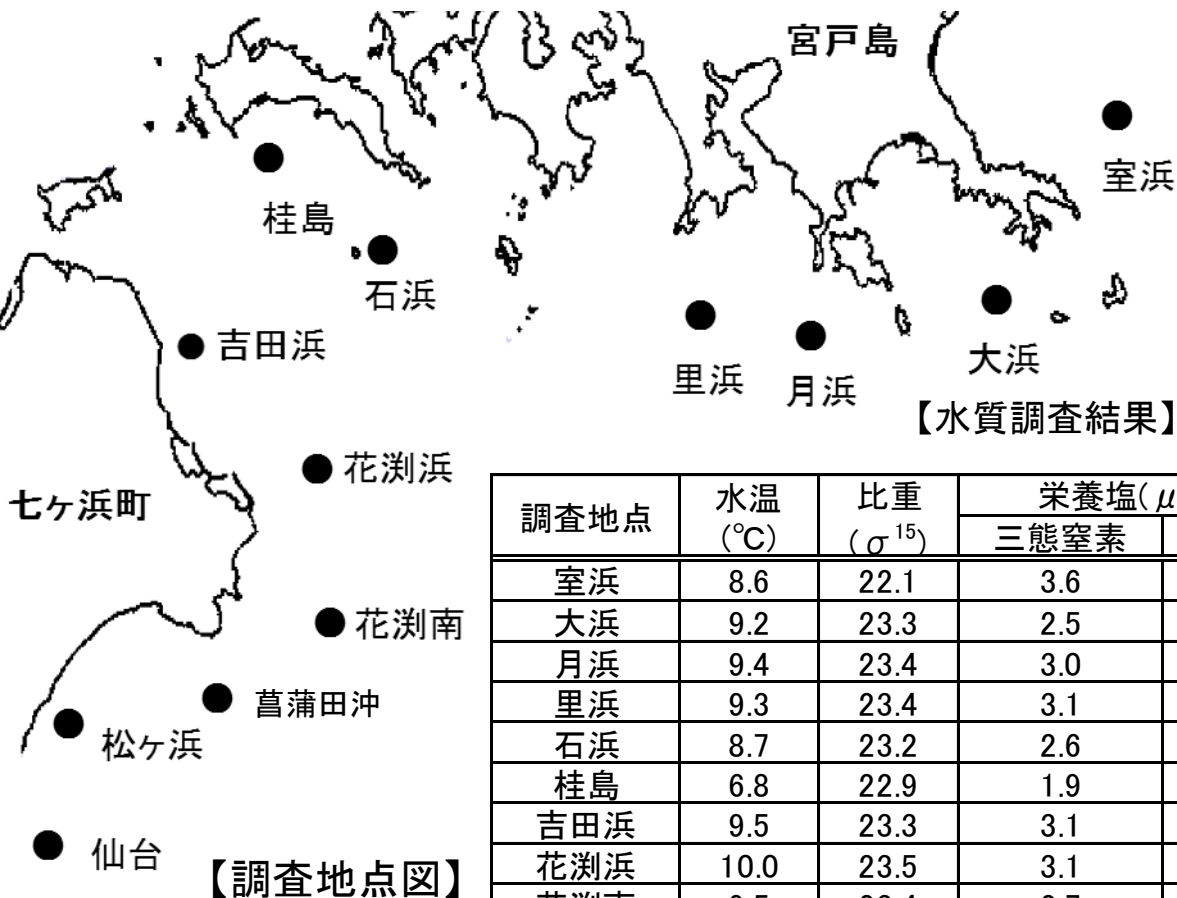 宮戸島
室浜
桂島
石浜
吉田浜
大浜
里浜
月浜
【水質調査結果】
花渕浜
七ヶ浜町
花渕南
菖蒲田沖
松ヶ浜
仙台
【調査地点図】
調査地点 水温 (℃) 比重 (σ15) 栄養塩(μ
三態窒素
室浜 8.6 22.1 3.6
大浜 9.2 23.3 2.5
月浜 9.4 23.4 3.0
里浜 9.3 23.4 3.1
石浜 8.7 23.2 2.6
桂島 6.8 22.9 1.9
吉田浜 9.5 23.3 3.1
花渕浜 10.0 23.5 3.1